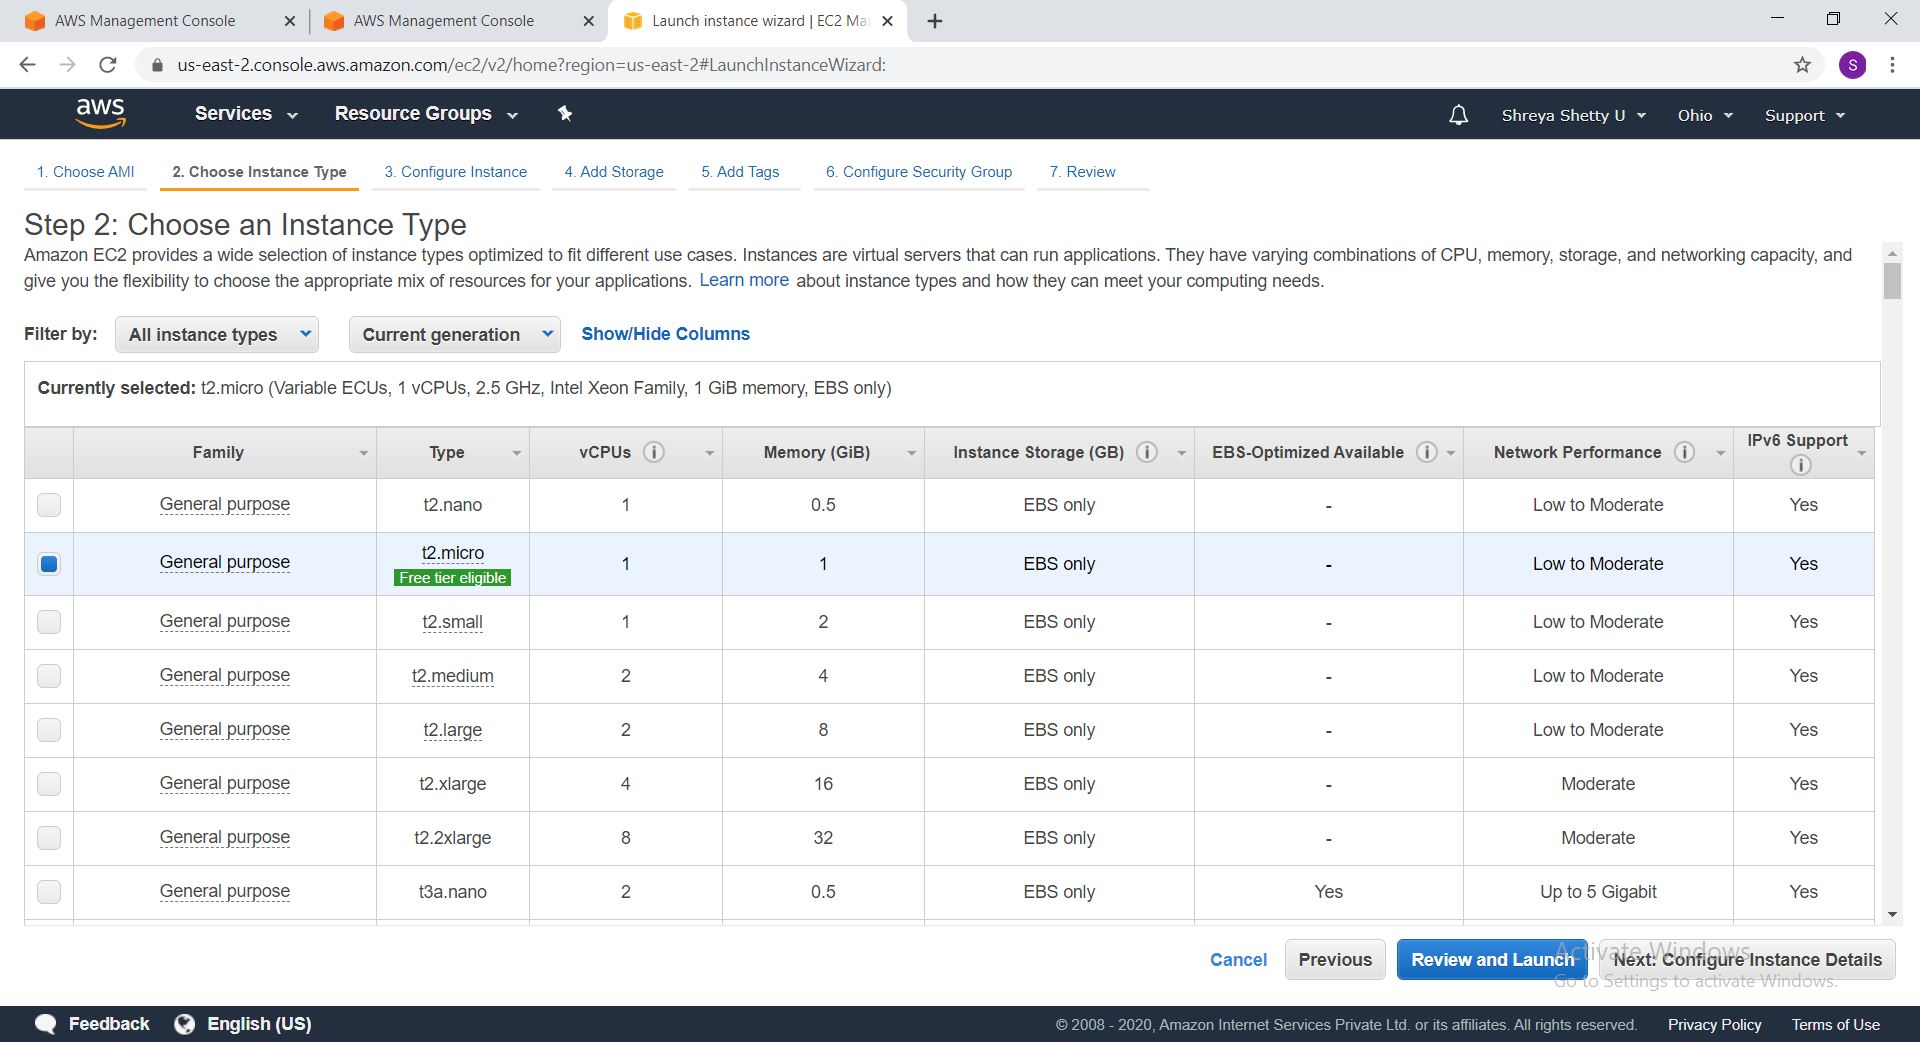 AWS Management Console
AWS Management Console
Launch instance wizard | EC2 Ma
us-east-2.console.aws.amazon.com/ec2/v2/home?region=us-east-2#LaunchInstanceWizard:
S
aws
Services
Resource Groups
Shreya Shetty U
Ohio
Support
1. Choose AMI
2. Choose Instance Type
3. Configure Instance
4. Add Storage
5. Add Tags
6. Configure Security Group
7. Review
Step 2: Choose an Instance Type
Amazon EC2 provides a wide selection of instance types optimized to fit different use cases. Instances are virtual servers that can run applications. They have varying combinations of CPU, memory, storage, and networking capacity, and
give you the flexibility to choose the appropriate mix of resources for your applications. Learn more about instance types and how they can meet your computing needs.
Filter by: All instance types Current generation Show/Hide Columns
Currently selected: t2.micro (Variable ECUs, 1 vCPUs, 2.5 GHz, Intel Xeon Family, 1 GiB memory, EBS only)
Family Type vCPUs i Memory (GiB) Instance Storage (GB) i EBS-Optimized Available i Network Performance i IPv6 Support i
General purpose t2.nano 1 0.5 EBS only - Low to Moderate Yes
General purpose t2.micro 1 1 EBS only - Low to Moderate Yes
Free tier eligible
General purpose t2.small 1 2 EBS only - Low to Moderate Yes
General purpose t2.medium 2 4 EBS only - Low to Moderate Yes
General purpose t2.large 2 8 EBS only - Low to Moderate Yes
General purpose t2.xlarge 4 16 EBS only - Moderate Yes
General purpose t2.2xlarge 8 32 EBS only - Moderate Yes
General purpose t3a.nano 2 0.5 EBS only Yes Up to 5 Gigabit Yes
Cancel Previous Review and Launch Next: Configure Instance Details
Activate Windows
Go to Settings to activate Windows.
Feedback English (US)
© 2008 - 2020, Amazon Internet Services Private Ltd. or its affiliates. All rights reserved. Privacy Policy Terms of Use